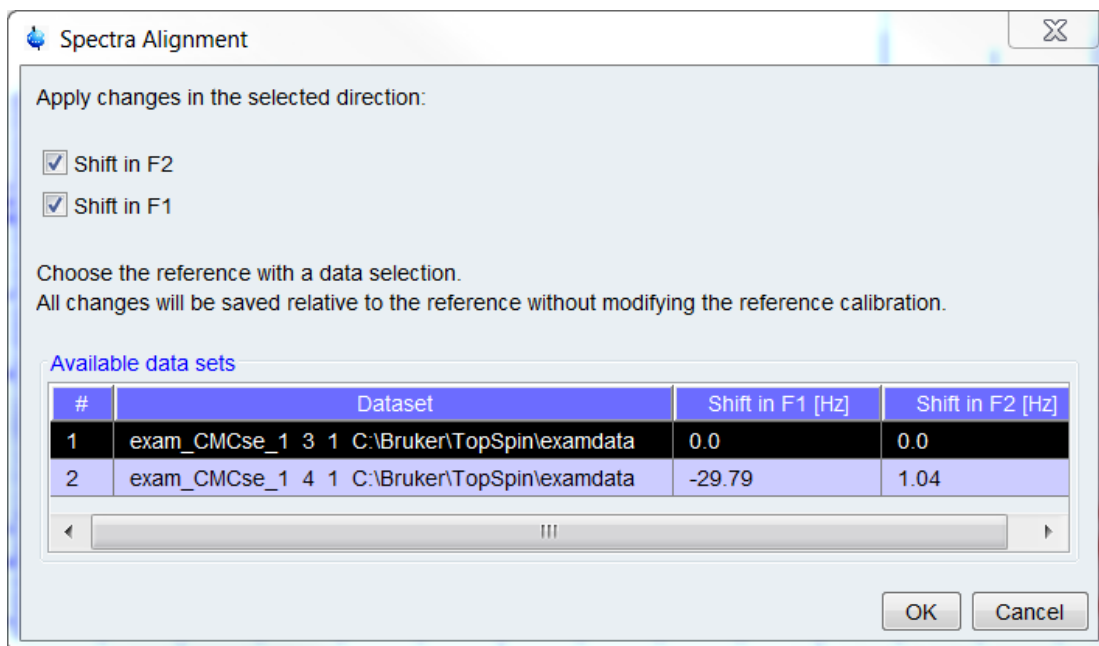 Spectra Alignment
Apply changes in the selected direction:
Shift in F2
Shift in F1
Choose the reference with a data selection.
All changes will be saved relative to the reference without modifying the reference calibration.
Available data sets
# Dataset Shift in F1 [Hz] Shift in F2 [Hz]
1 exam_CMCse_1 3 1 C:\Bruker\TopSpin\examdata 0.0 0.0
2 exam_CMCse_1 4 1 C:\Bruker\TopSpin\examdata -29.79 1.04
OK Cancel